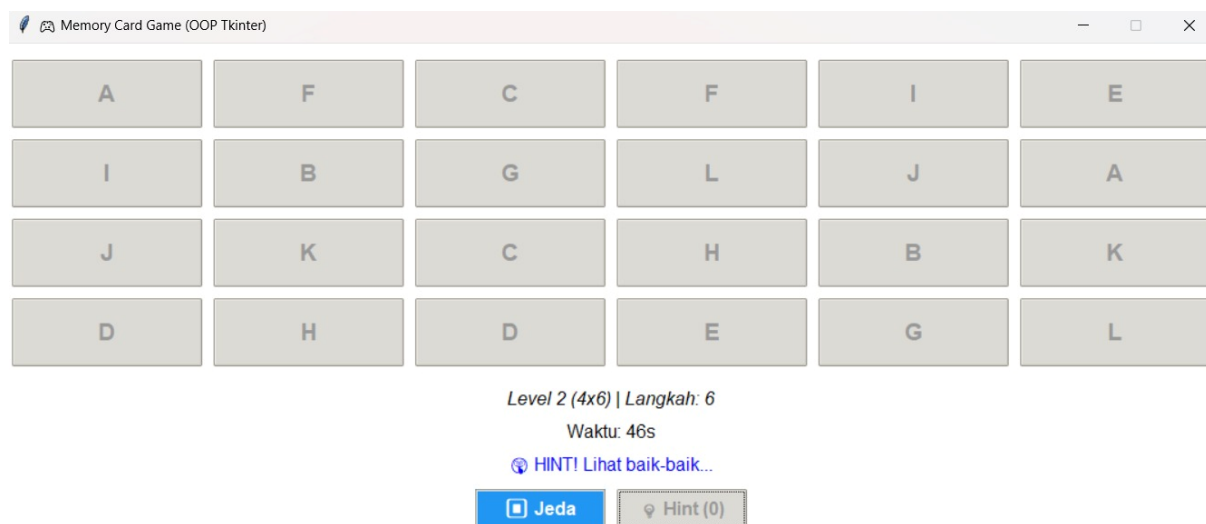 Memory Card Game (OOP Tkinter)
A F C F I E
I B G L J A
J K C H B K
D H D E G L
Level 2 (4x6) | Langkah: 6
Waktu: 46s
HINT! Lihat baik-baik...
Jeda Hint (0)